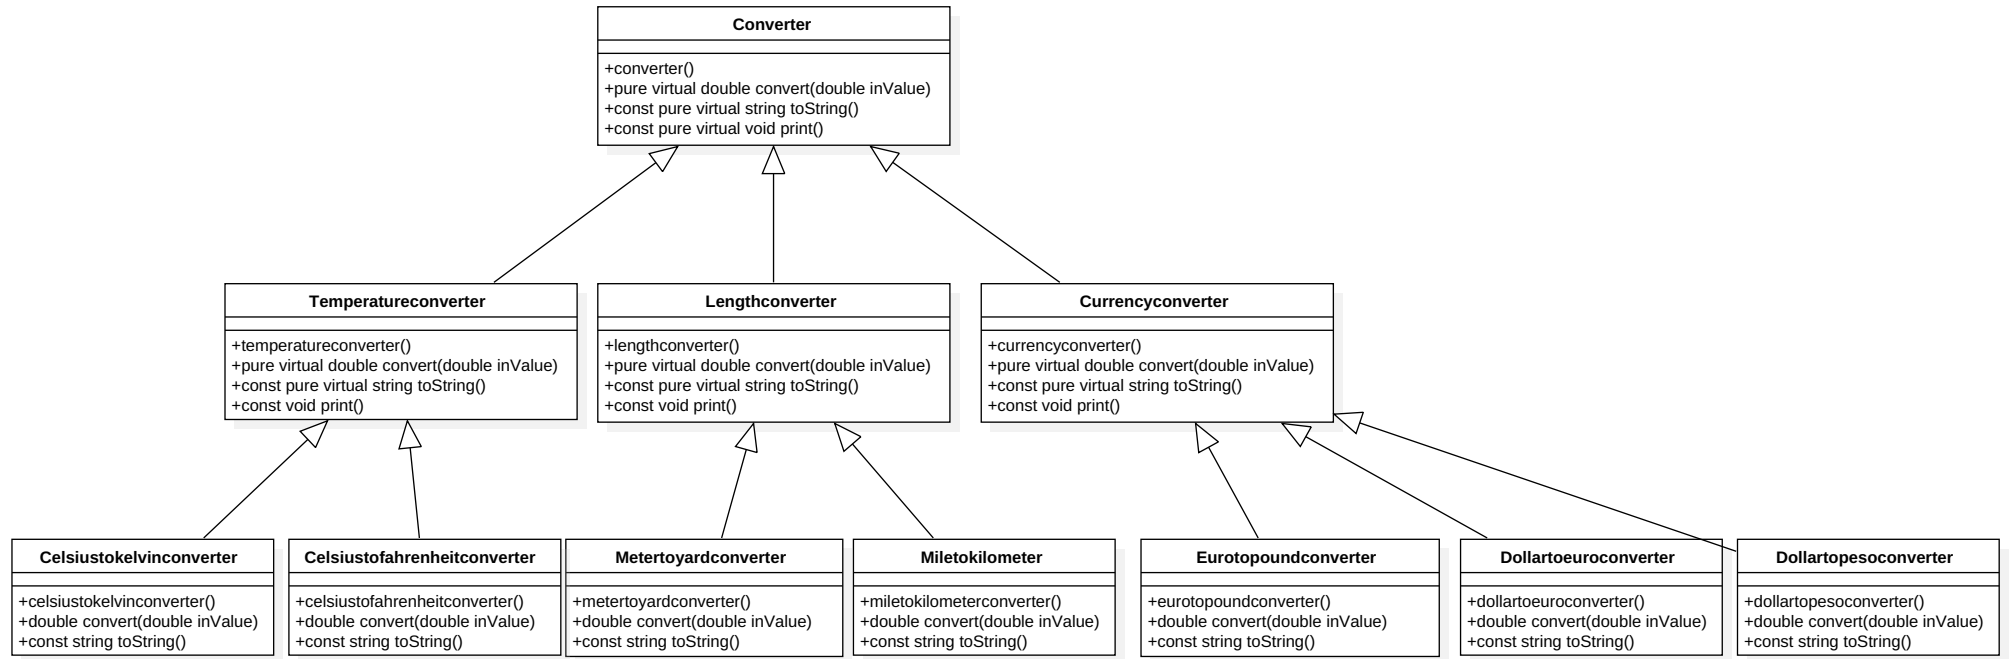 Converter
+converter()
+pure virtual double convert(double inValue)
+const pure virtual string toString()
+const pure virtual void print()
Temperatureconverter
+temperatureconverter()
+pure virtual double convert(double inValue)
+const pure virtual string toString()
+const void print()
Lengthconverter
+lengthconverter()
+pure virtual double convert(double inValue)
+const pure virtual string toString()
+const void print()
Currencyconverter
+currencyconverter()
+pure virtual double convert(double inValue)
+const pure virtual string toString()
+const void print()
Celsiustokelvinconverter
+celsiustokelvinconverter()
+double convert(double inValue)
+const string toString()
Celsiustofahrenheitconverter
+celsiustofahrenheitconverter()
+double convert(double inValue)
+const string toString()
Metertoyardconverter
+metertoyardconverter()
+double convert(double inValue)
+const string toString()
Miletokilometer
+miletokilometerconverter()
+double convert(double inValue)
+const string toString()
Eurotopoundconverter
+eurotopoundconverter()
+double convert(double inValue)
+const string toString()
Dollartoeuroconverter
+dollartoeuroconverter()
+double convert(double inValue)
+const string toString()
Dollartopesoconverter
+dollartopesoconverter()
+double convert(double inValue)
+const string toString()